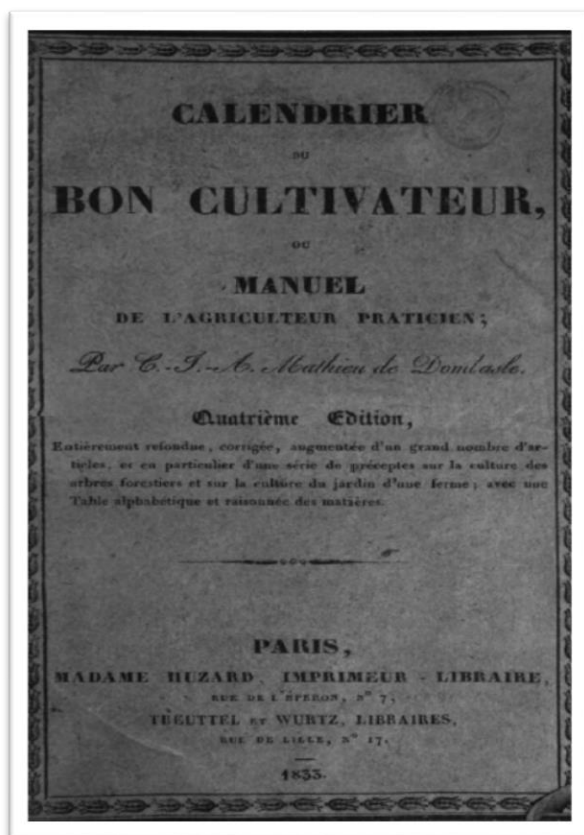 CALENDRIER
DU
BON CULTIVATEUR,
OU
MANUEL
DE L'AGRICULTEUR PRATICIEN;
Par C.-J.-A. Mathieu de Dombasle.
Quatrième Edition,
Entièrement refondue, corrigée, augmentée d'un grand nombre d'ar-
ticles, et en particulier d'une série de préceptes sur la culture des
arbres forestiers et sur la culture du jardin d'une ferme; avec une
Table alphabétique et raisonnée des matières.
PARIS,
MADAME HUZARD, IMPRIMEUR-LIBRAIRE,
RUE DE L'ÉPERON, N° 7,
TREUTTEL ET WURTZ, LIBRAIRES,
RUE DE LILLE, N° 17.
1833.